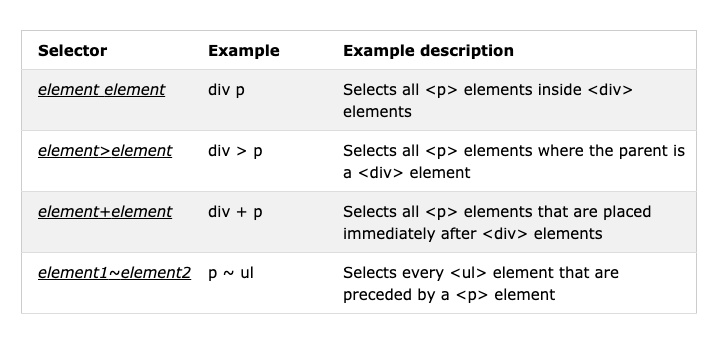 Selector Example Example description
element element div p Selects all <p> elements inside <div>
elements
element>element div > p Selects all <p> elements where the parent is
a <div> element
element+element div + p Selects all <p> elements that are placed
immediately after <div> elements
element1~element2 p ~ ul Selects every <ul> element that are
preceded by a <p> element